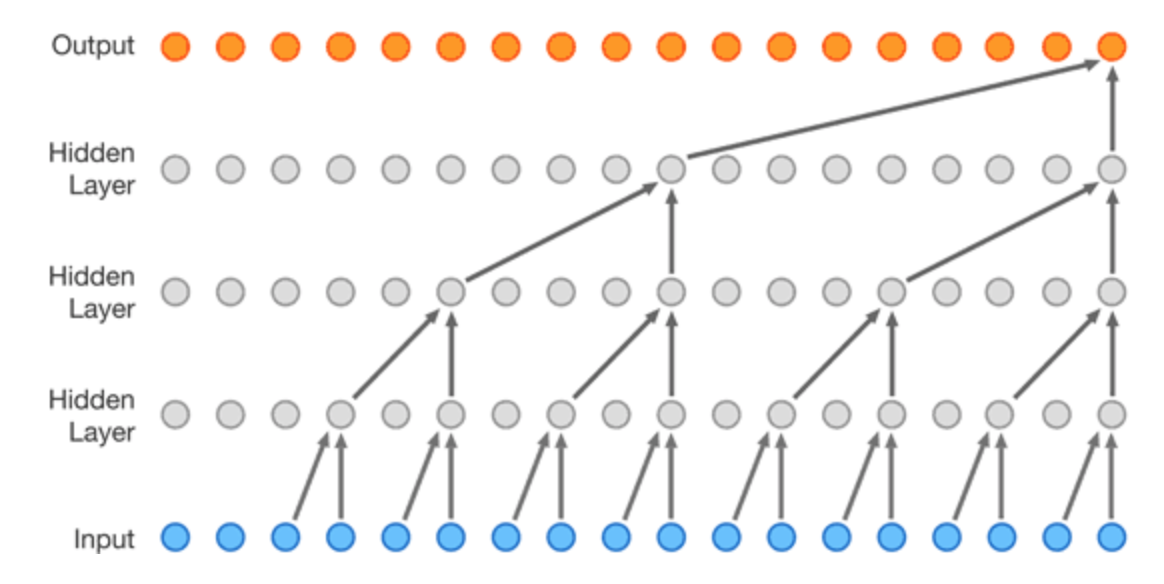 Output
Hidden
Layer
Hidden
Layer
Hidden
Layer
Input